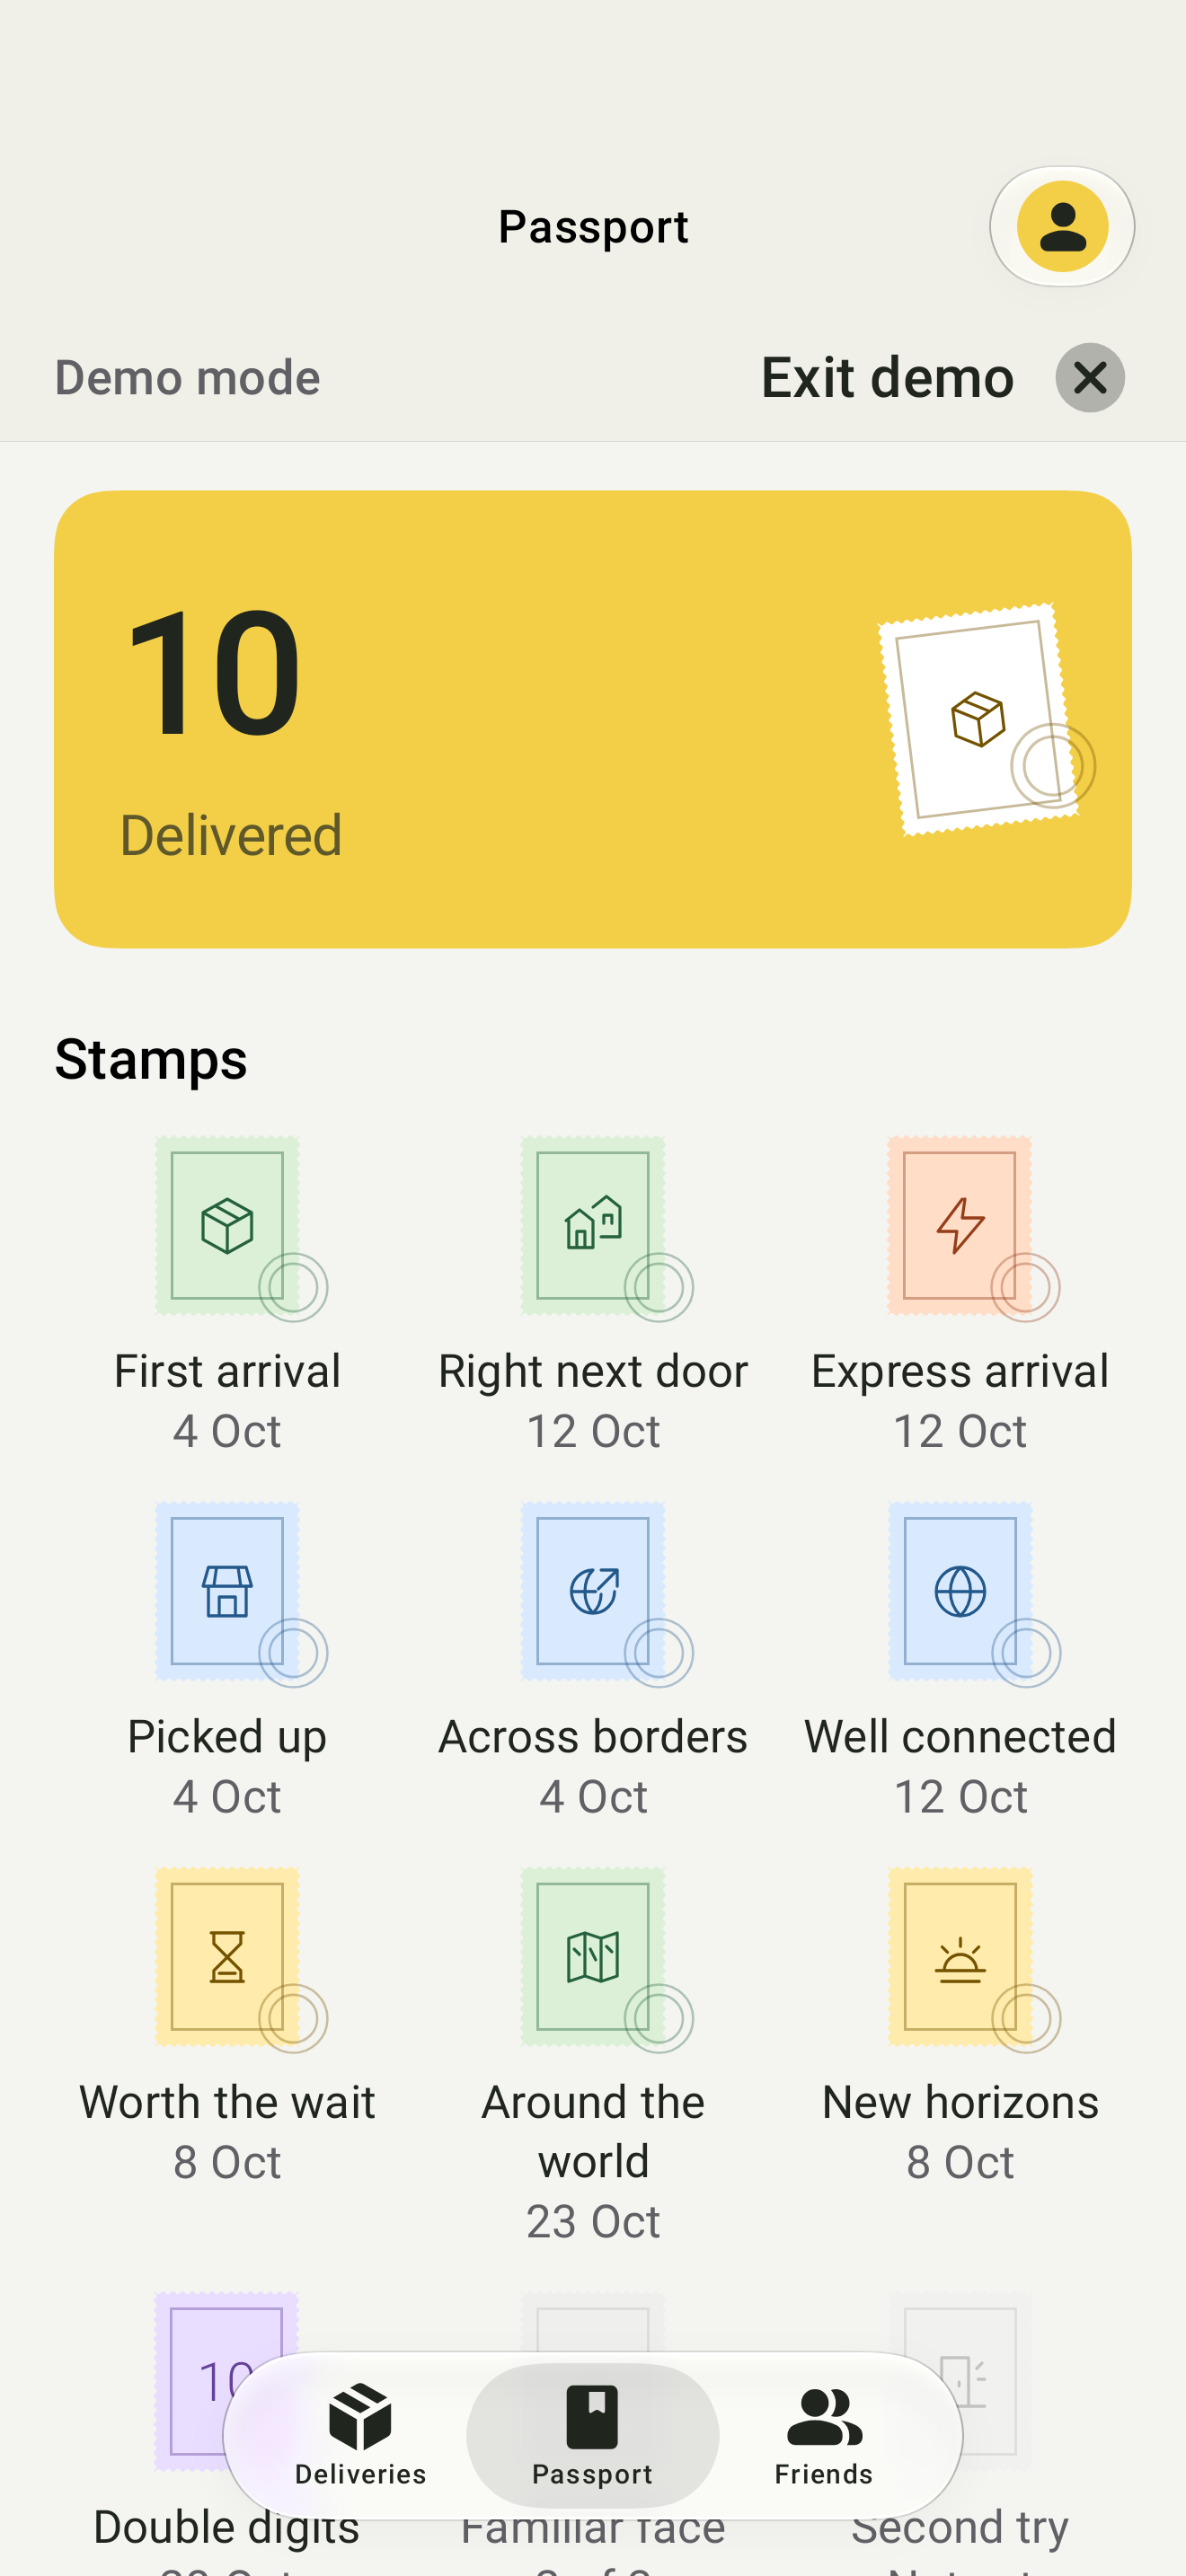 Passport
Demo mode
Exit demo
10
Delivered
Stamps
First arrival
4 Oct
Right next door
12 Oct
Express arrival
12 Oct
Picked up
4 Oct
Across borders
4 Oct
Well connected
12 Oct
Worth the wait
8 Oct
Around the
world
23 Oct
New horizons
8 Oct
10
Double digits
Familiar face
Second try
Deliveries
Passport
Friends